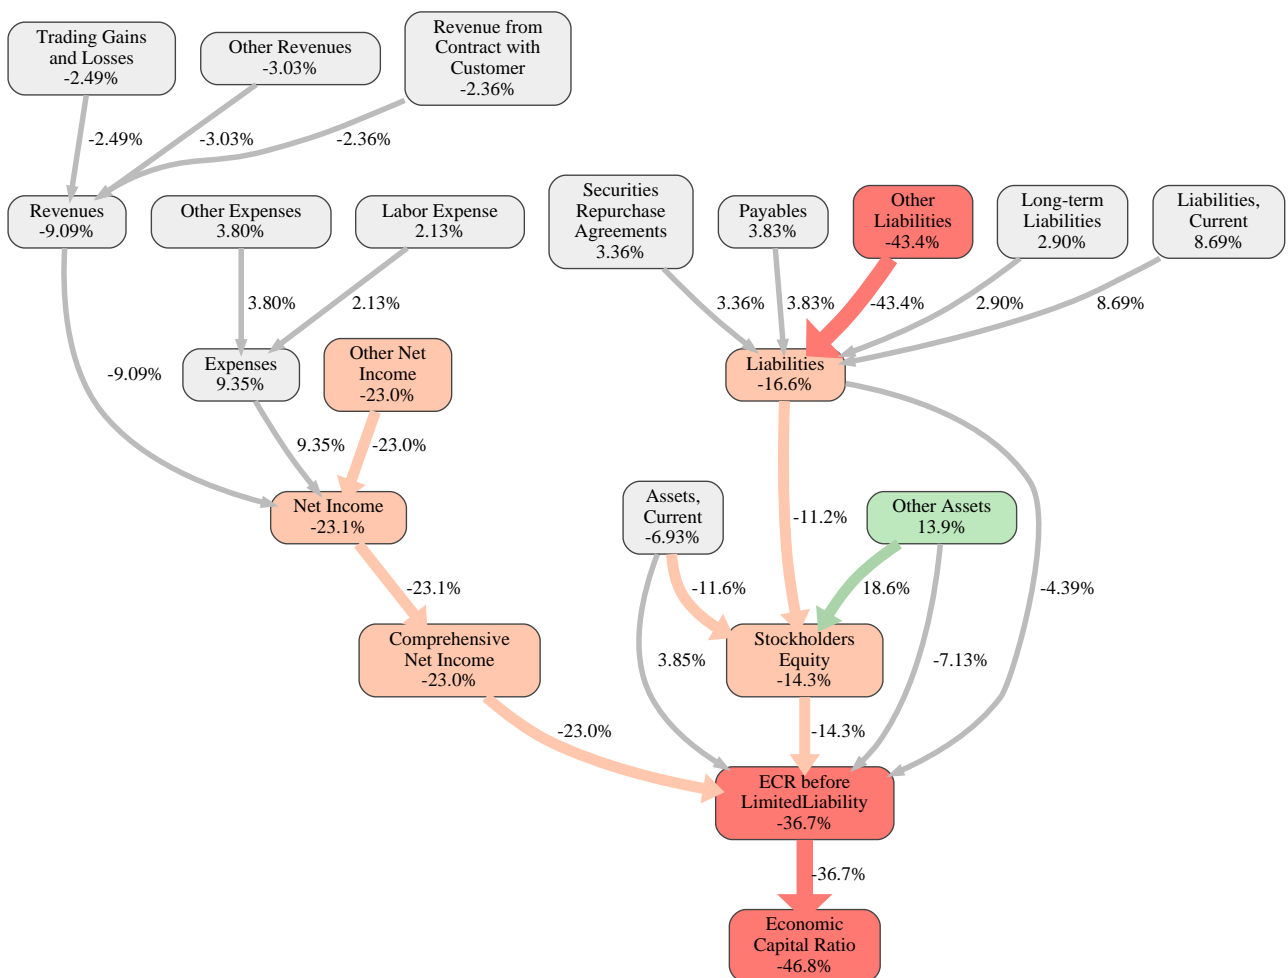 Trading Gains
and Losses
-2.49%
Other Revenues
-3.03%
Revenue from
Contract with
Customer
-2.36%
-2.49%
-3.03%
-2.36%
Revenues
-9.09%
Other Expenses
3.80%
Labor Expense
2.13%
Securities
Repurchase
Agreements
3.36%
Payables
3.83%
Other
Liabilities
-43.4%
Long-term
Liabilities
2.90%
Liabilities,
Current
8.69%
3.80%
2.13%
3.36%
3.83%
-43.4%
2.90%
8.69%
-9.09%
Expenses
9.35%
Other Net
Income
-23.0%
Liabilities
-16.6%
9.35%
-23.0%
Net Income
-23.1%
Assets,
Current
-6.93%
-11.2%
Other Assets
13.9%
-23.1%
-11.6%
18.6%
-4.39%
Comprehensive
Net Income
-23.0%
3.85%
Stockholders
Equity
-14.3%
-7.13%
-23.0%
-14.3%
ECR before
LimitedLiability
-36.7%
-36.7%
Economic
Capital Ratio
-46.8%